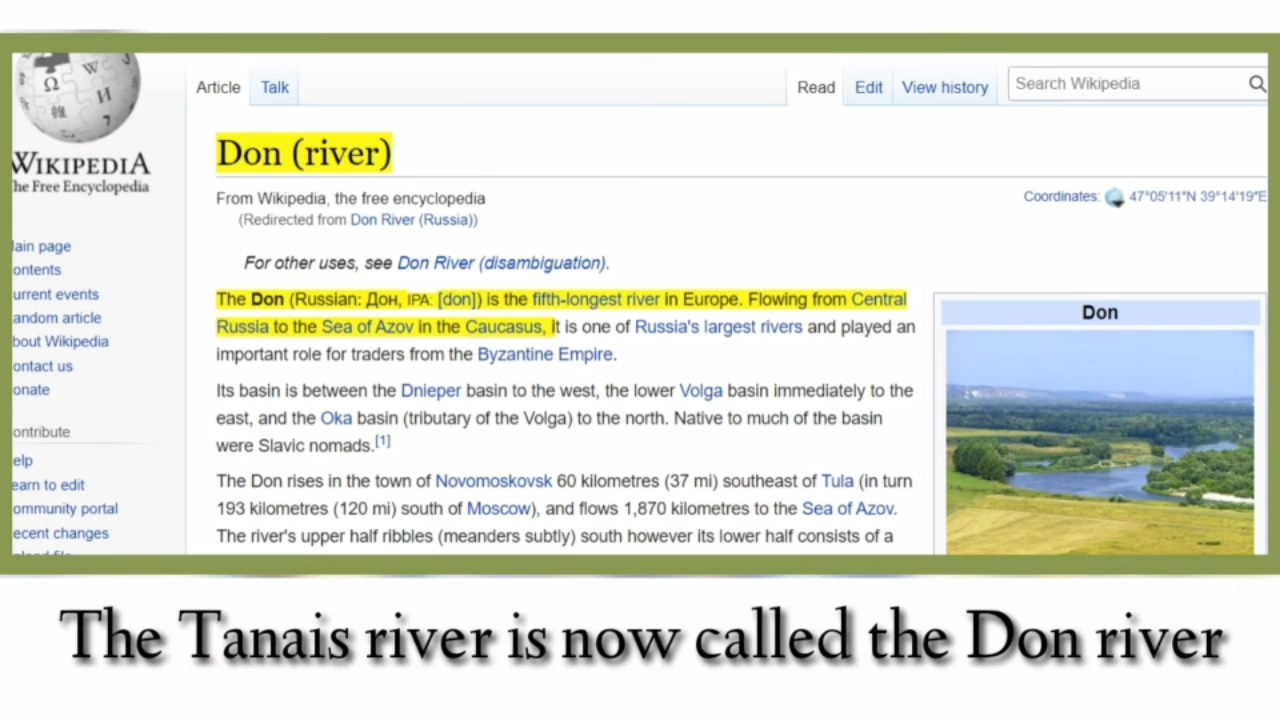 WIKIPEDIA
The Free Encyclopedia
Article
Talk
Read
Edit
View history
Search Wikipedia
Don (river)
From Wikipedia, the free encyclopedia
Coordinates: 47°05′11″N 39°14′19″E
(Redirected from Don River (Russia))
For other uses, see Don River (disambiguation).
The Don (Russian: Дон, IPA: [don]) is the fifth-longest river in Europe. Flowing from Central
Russia to the Sea of Azov in the Caucasus, it is one of Russia's largest rivers and played an
important role for traders from the Byzantine Empire.
Its basin is between the Dnieper basin to the west, the lower Volga basin immediately to the
east, and the Oka basin (tributary of the Volga) to the north. Native to much of the basin
were Slavic nomads.[1]
The Don rises in the town of Novomoskovsk 60 kilometres (37 mi) southeast of Tula (in turn
193 kilometres (120 mi) south of Moscow), and flows 1,870 kilometres to the Sea of Azov.
The river's upper half ribbles (meanders subtly) south however its lower half consists of a
Don
ain page
ontents
urrent events
andom article
bout Wikipedia
ontact us
onate
ontribute
elp
earn to edit
ommunity portal
ecent changes
The Tanais river is now called the Don river